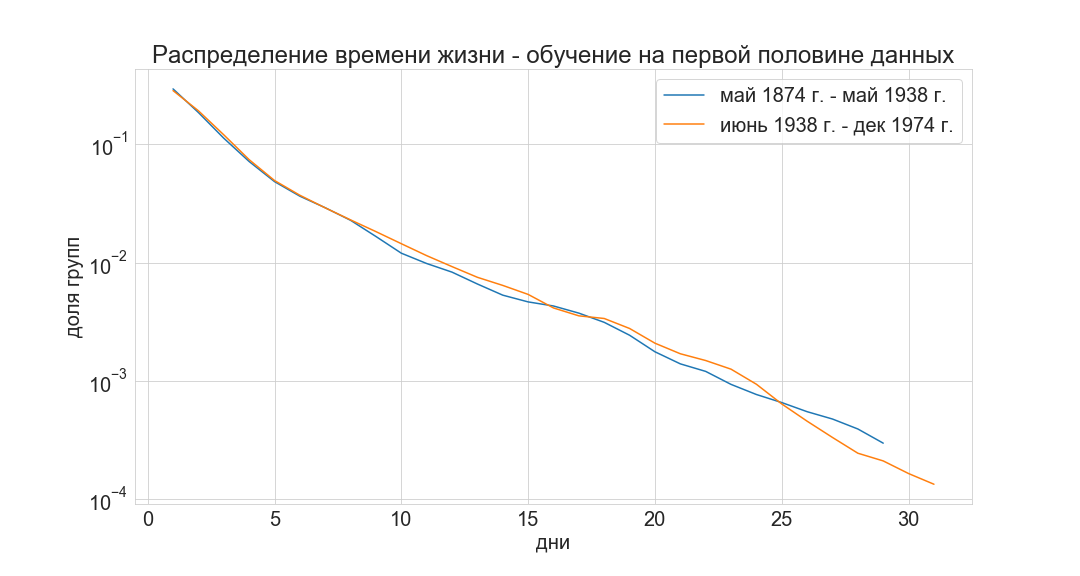 Распределение времени жизни - обучение на первой половине данных
май 1874 г. - май 1938 г.
июнь 1938 г. - дек 1974 г.
доля групп
10⁻¹
10⁻²
10⁻³
10⁻⁴
0 5 10 15 20 25 30
дни